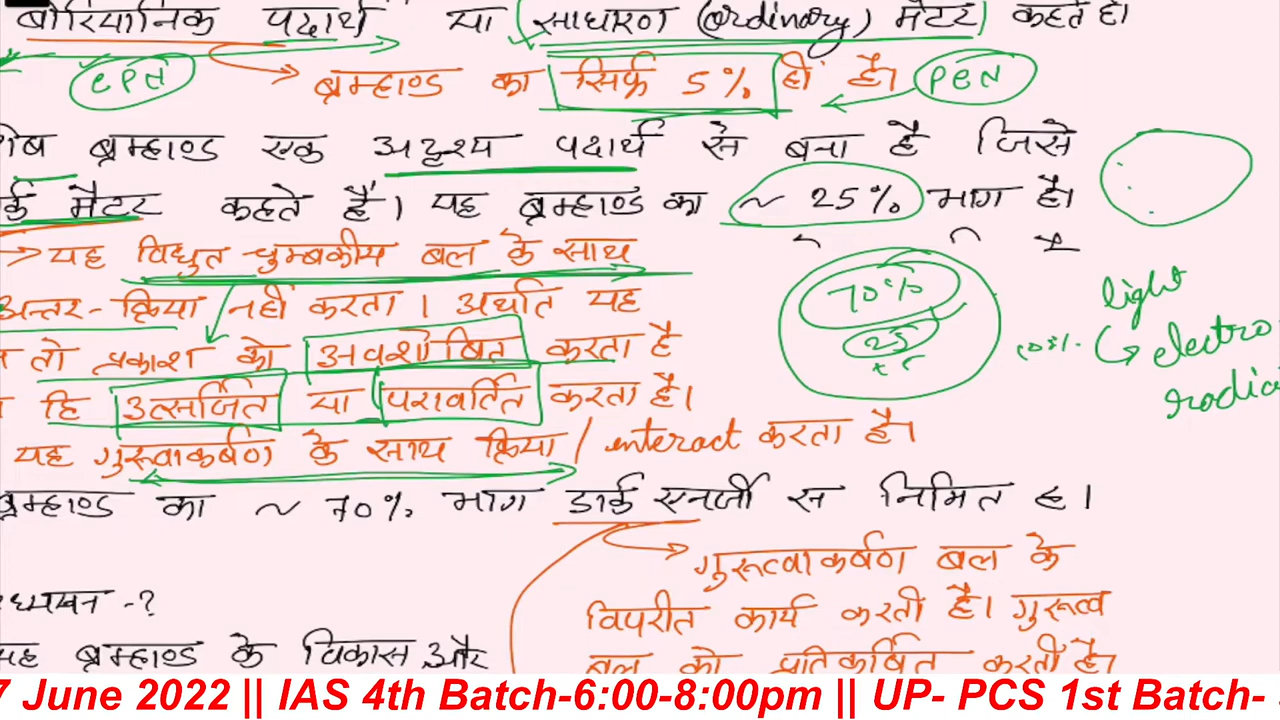 बैरियोनिक पदार्थ या साधारण (ordinary) मैटर कहते हैं।
epn → ब्रम्हाण्ड का सिर्फ 5% ही है। pen
ब्रम्हाण्ड एक अदृश्य पदार्थ से बना है जिसे
मैटर कहते हैं। यह ब्रम्हाण्ड का ~ 25% भाग है।
→ यह विद्युत-चुम्बकीय बल के साथ
अन्तर-क्रिया नहीं करता। अर्थात यह
तो प्रकाश को अवशोषित करता है
हि उत्सर्जित या परावर्तित करता है।
यह गुरूत्वाकर्षण के साथ क्रिया/interact करता है।
70%
25
light
↳ electro
radia
ब्रम्हाण्ड का ~ 70% भाग डार्क एनर्जी स निमित ह।
→ गुरूत्वाकर्षण बल के
विपरीत कार्य करती है। गुरूत्व
बल को प्रतिकर्षित करती है।
ध्ययन -?
यह ब्रम्हाण्ड के विकास और
7 June 2022 || IAS 4th Batch-6:00-8:00pm || UP- PCS 1st Batch-